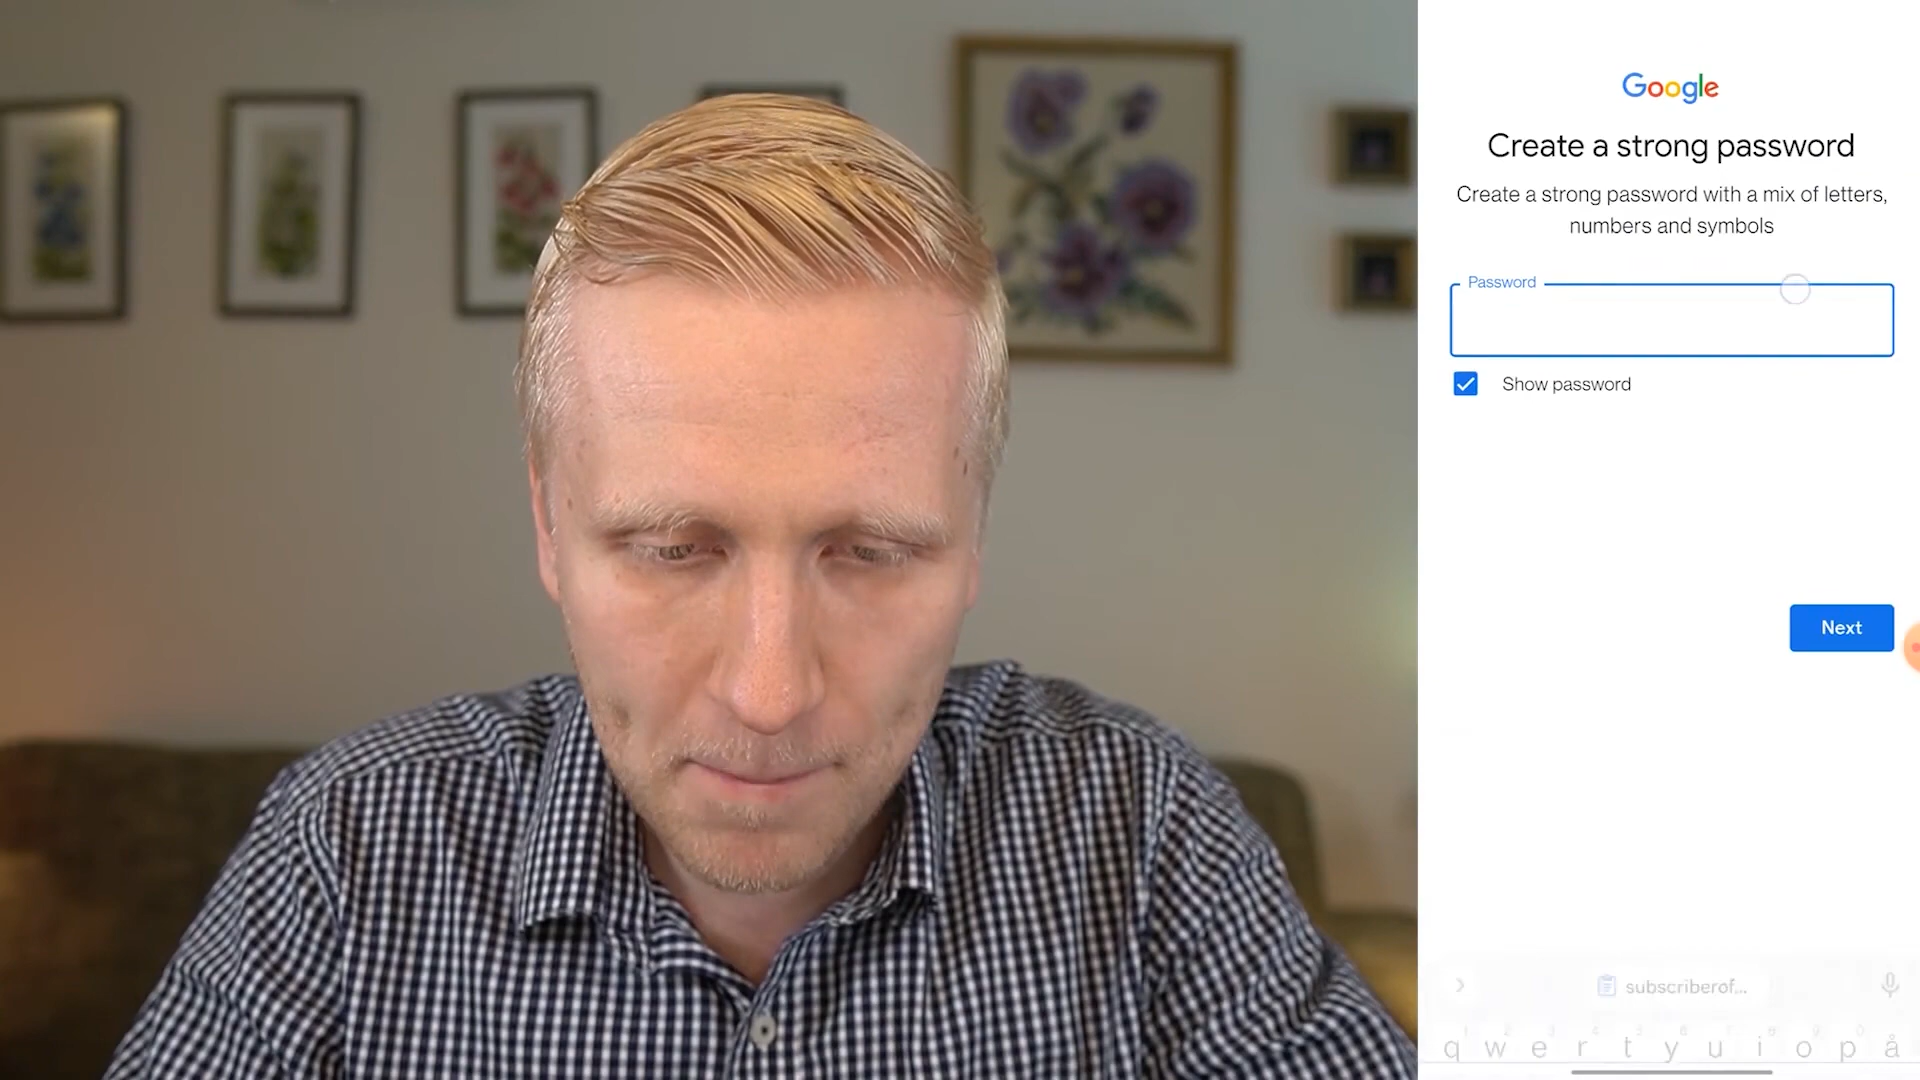 Google
Create a strong password
Create a strong password with a mix of letters,
numbers and symbols
Password
Show password
Next
subscriberof...
q w e r t y u i o p å